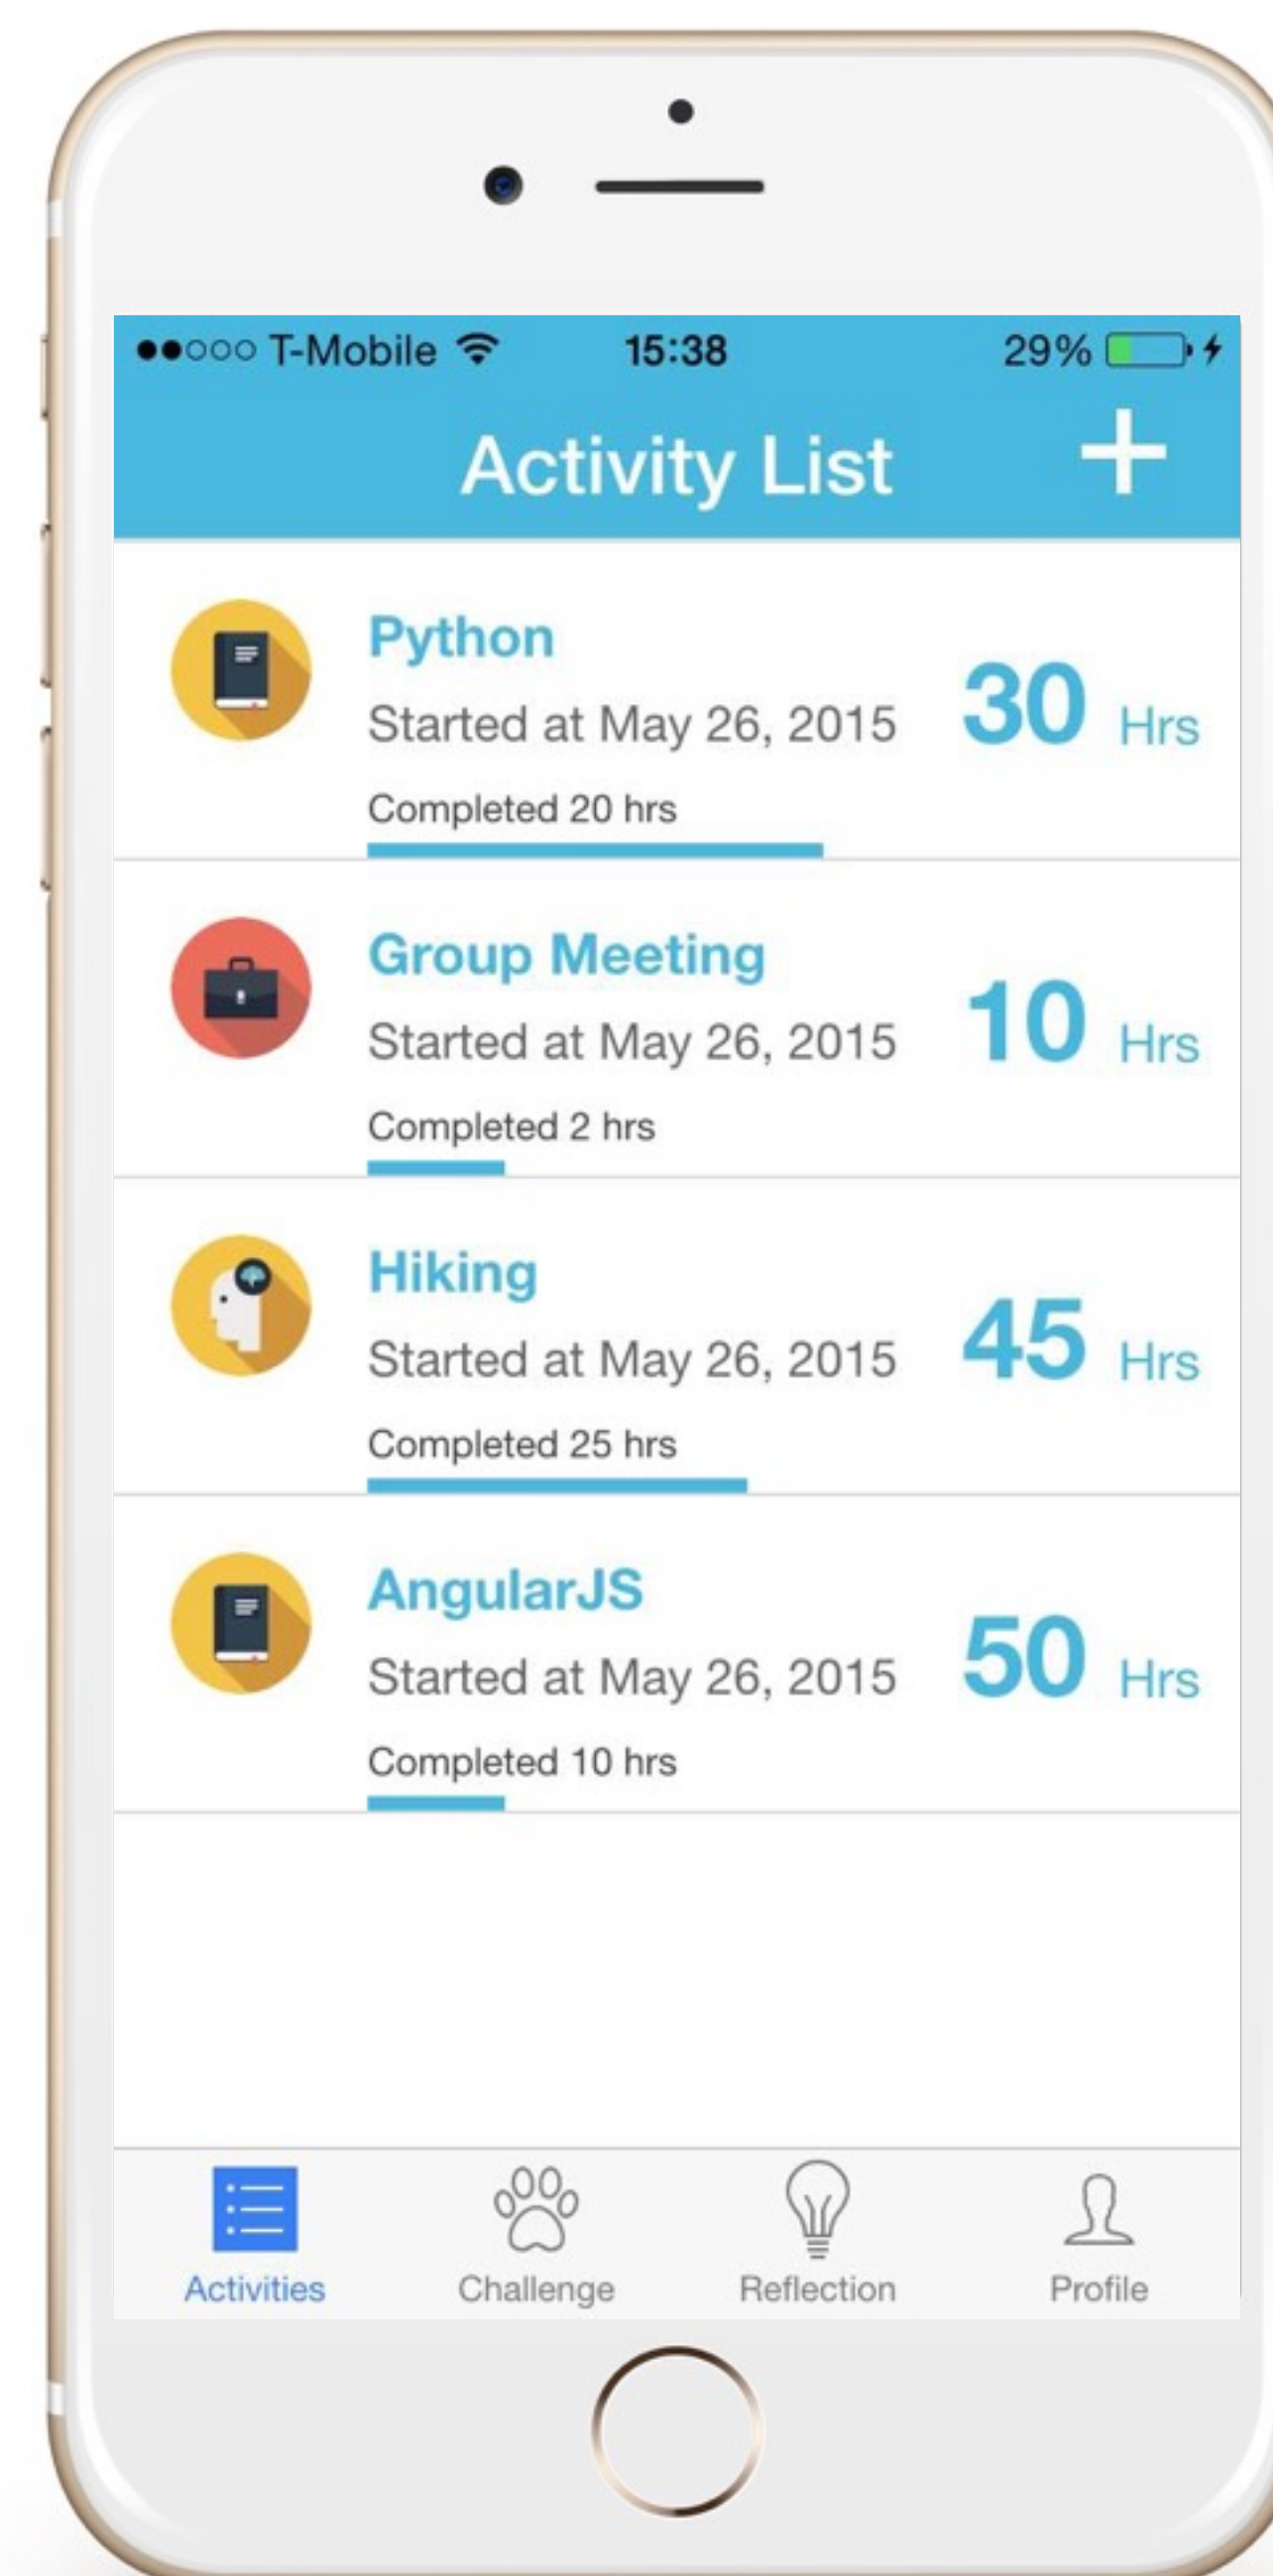 T-Mobile 15:38 29%
Activity List +
Python
Started at May 26, 2015
30 Hrs
Completed 20 hrs
Group Meeting
Started at May 26, 2015
10 Hrs
Completed 2 hrs
Hiking
Started at May 26, 2015
45 Hrs
Completed 25 hrs
AngularJS
Started at May 26, 2015
50 Hrs
Completed 10 hrs
Activities Challenge Reflection Profile